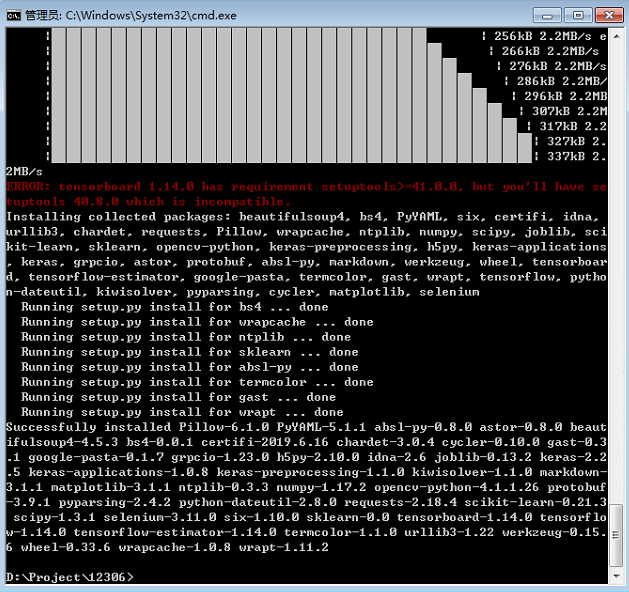 管理员: C:\Windows\System32\cmd.exe
| 256kB 2.2MB/s e
| 266kB 2.2MB/s
| 276kB 2.2MB/s
| 286kB 2.2MB/
| 296kB 2.2MB
| 307kB 2.2M
| 317kB 2.2
| 327kB 2.
| 337kB 2.
2MB/s
ERROR: tensorboard 1.14.0 has requirement setuptools>=41.0.0, but you'll have se
tuptools 40.8.0 which is incompatible.
Installing collected packages: beautifulsoup4, bs4, PyYAML, six, certifi, idna,
urllib3, chardet, requests, Pillow, wrapcache, ntplib, numpy, scipy, joblib, sci
kit-learn, sklearn, opencv-python, keras-preprocessing, h5py, keras-applications
, keras, grpcio, astor, protobuf, absl-py, markdown, werkzeug, wheel, tensorboar
d, tensorflow-estimator, google-pasta, termcolor, gast, wrapt, tensorflow, pytho
n-dateutil, kiwisolver, pyparsing, cycler, matplotlib, selenium
Running setup.py install for bs4 ... done
Running setup.py install for wrapcache ... done
Running setup.py install for ntplib ... done
Running setup.py install for sklearn ... done
Running setup.py install for absl-py ... done
Running setup.py install for termcolor ... done
Running setup.py install for gast ... done
Running setup.py install for wrapt ... done
Successfully installed Pillow-6.1.0 PyYAML-5.1.1 absl-py-0.8.0 astor-0.8.0 beaut
ifulsoup4-4.5.3 bs4-0.0.1 certifi-2019.6.16 chardet-3.0.4 cycler-0.10.0 gast-0.3
.1 google-pasta-0.1.7 grpcio-1.23.0 h5py-2.10.0 idna-2.6 joblib-0.13.2 keras-2.2
.5 keras-applications-1.0.8 keras-preprocessing-1.1.0 kiwisolver-1.1.0 markdown-
3.1.1 matplotlib-3.1.1 ntplib-0.3.3 numpy-1.17.2 opencv-python-4.1.1.26 protobuf
-3.9.1 pyparsing-2.4.2 python-dateutil-2.8.0 requests-2.18.4 scikit-learn-0.21.3
scipy-1.3.1 selenium-3.11.0 six-1.10.0 sklearn-0.0 tensorboard-1.14.0 tensorflo
w-1.14.0 tensorflow-estimator-1.14.0 termcolor-1.1.0 urllib3-1.22 werkzeug-0.15.
6 wheel-0.33.6 wrapcache-1.0.8 wrapt-1.11.2
D:\Project\12306>